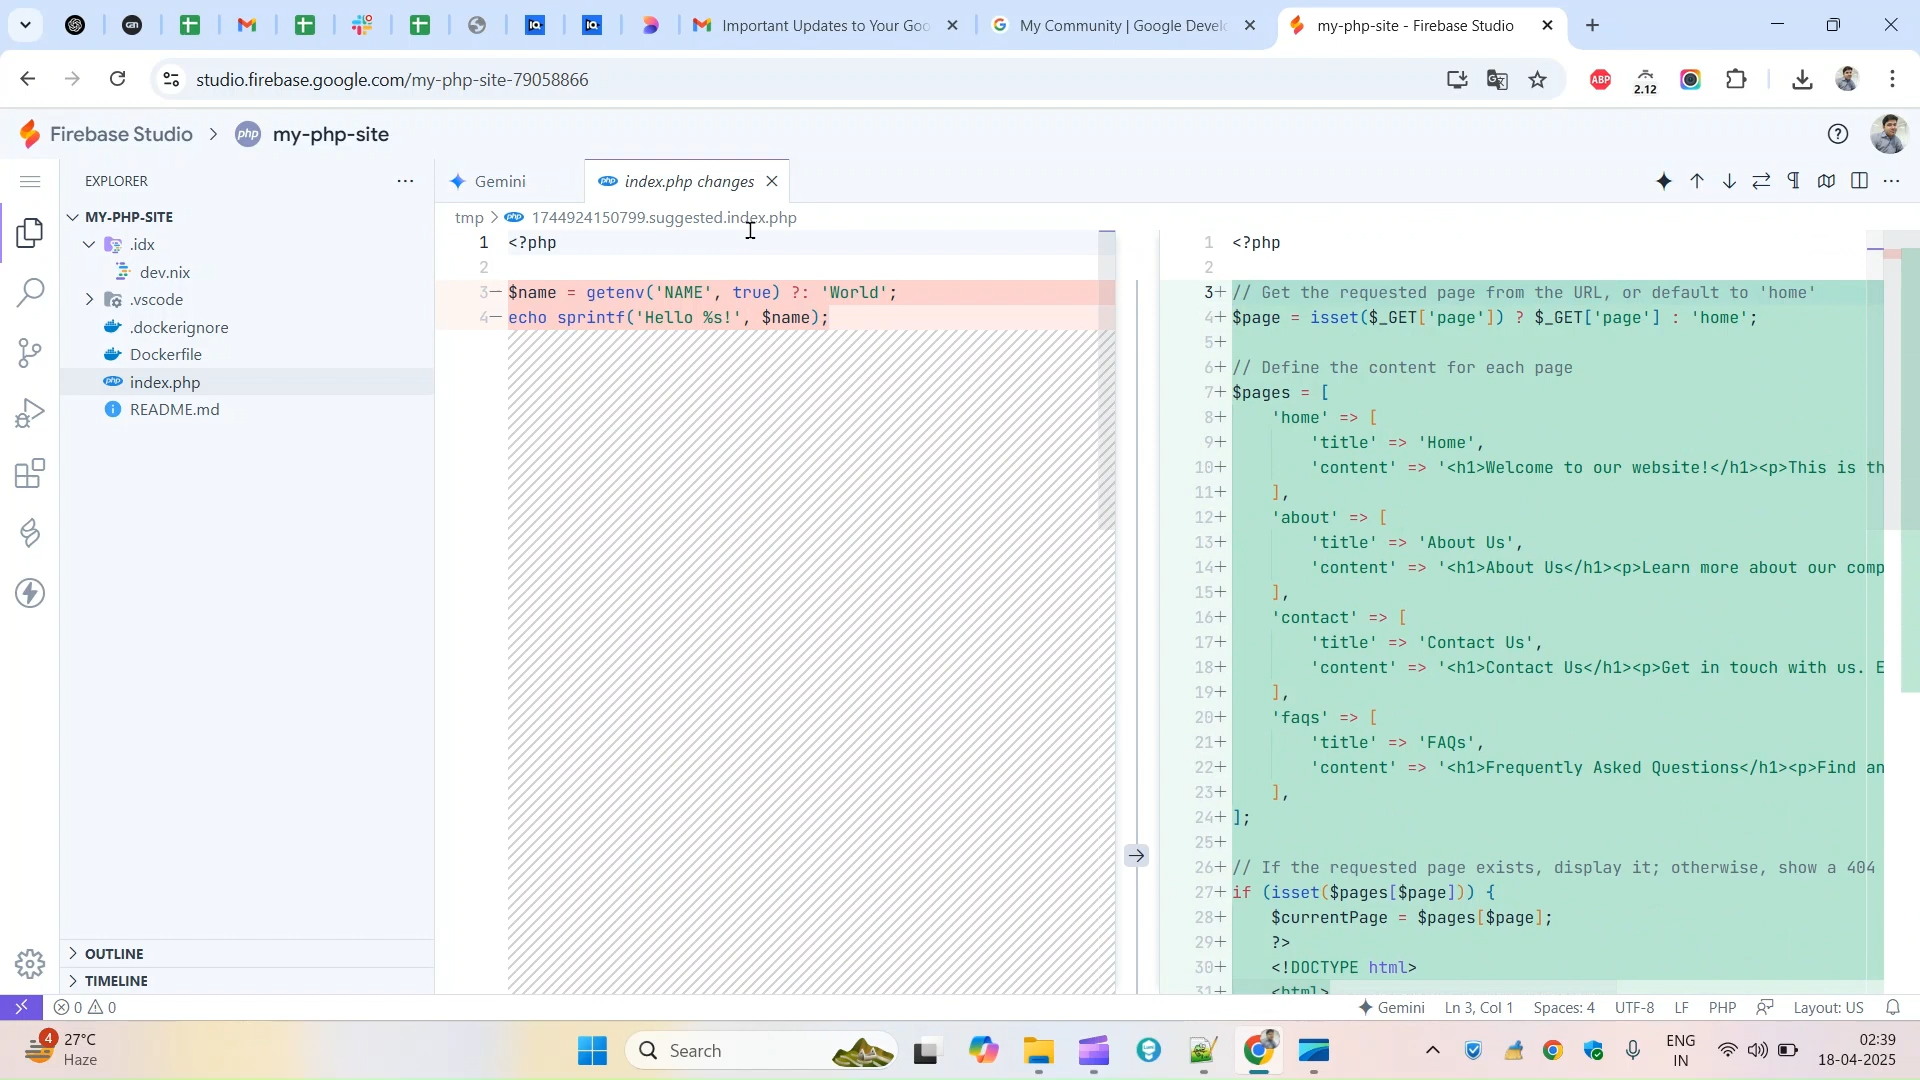 Important Updates to Your Goo
My Community | Google Develo
my-php-site - Firebase Studio
studio.firebase.google.com/my-php-site-79058866
ABP
2.12
Firebase Studio > php my-php-site
EXPLORER
Gemini
index.php changes
MY-PHP-SITE
.idx
dev.nix
.vscode
.dockerignore
Dockerfile
index.php
README.md
OUTLINE
TIMELINE
tmp > php 1744924150799.suggested.index.php
1 <?php
2
3− $name = getenv('NAME', true) ?: 'World';
4− echo sprintf('Hello %s!', $name);
1 <?php
2
3+ // Get the requested page from the URL, or default to 'home'
4+ $page = isset($_GET['page']) ? $_GET['page'] : 'home';
5+
6+ // Define the content for each page
7+ $pages = [
8+ 'home' => [
9+ 'title' => 'Home',
10+ 'content' => '<h1>Welcome to our website!</h1><p>This is th
11+ ],
12+ 'about' => [
13+ 'title' => 'About Us',
14+ 'content' => '<h1>About Us</h1><p>Learn more about our comp
15+ ],
16+ 'contact' => [
17+ 'title' => 'Contact Us',
18+ 'content' => '<h1>Contact Us</h1><p>Get in touch with us. E
19+ ],
20+ 'faqs' => [
21+ 'title' => 'FAQs',
22+ 'content' => '<h1>Frequently Asked Questions</h1><p>Find an
23+ ],
24+ ];
25+
26+ // If the requested page exists, display it; otherwise, show a 404
27+ if (isset($pages[$page])) {
28+ $currentPage = $pages[$page];
29+ ?>
30+ <!DOCTYPE html>
31+ <html>
0 0
Gemini
Ln 3, Col 1
Spaces: 4
UTF-8
LF
PHP
Layout: US
4
27°C
Haze
Search
ENG
IN
02:39
18-04-2025